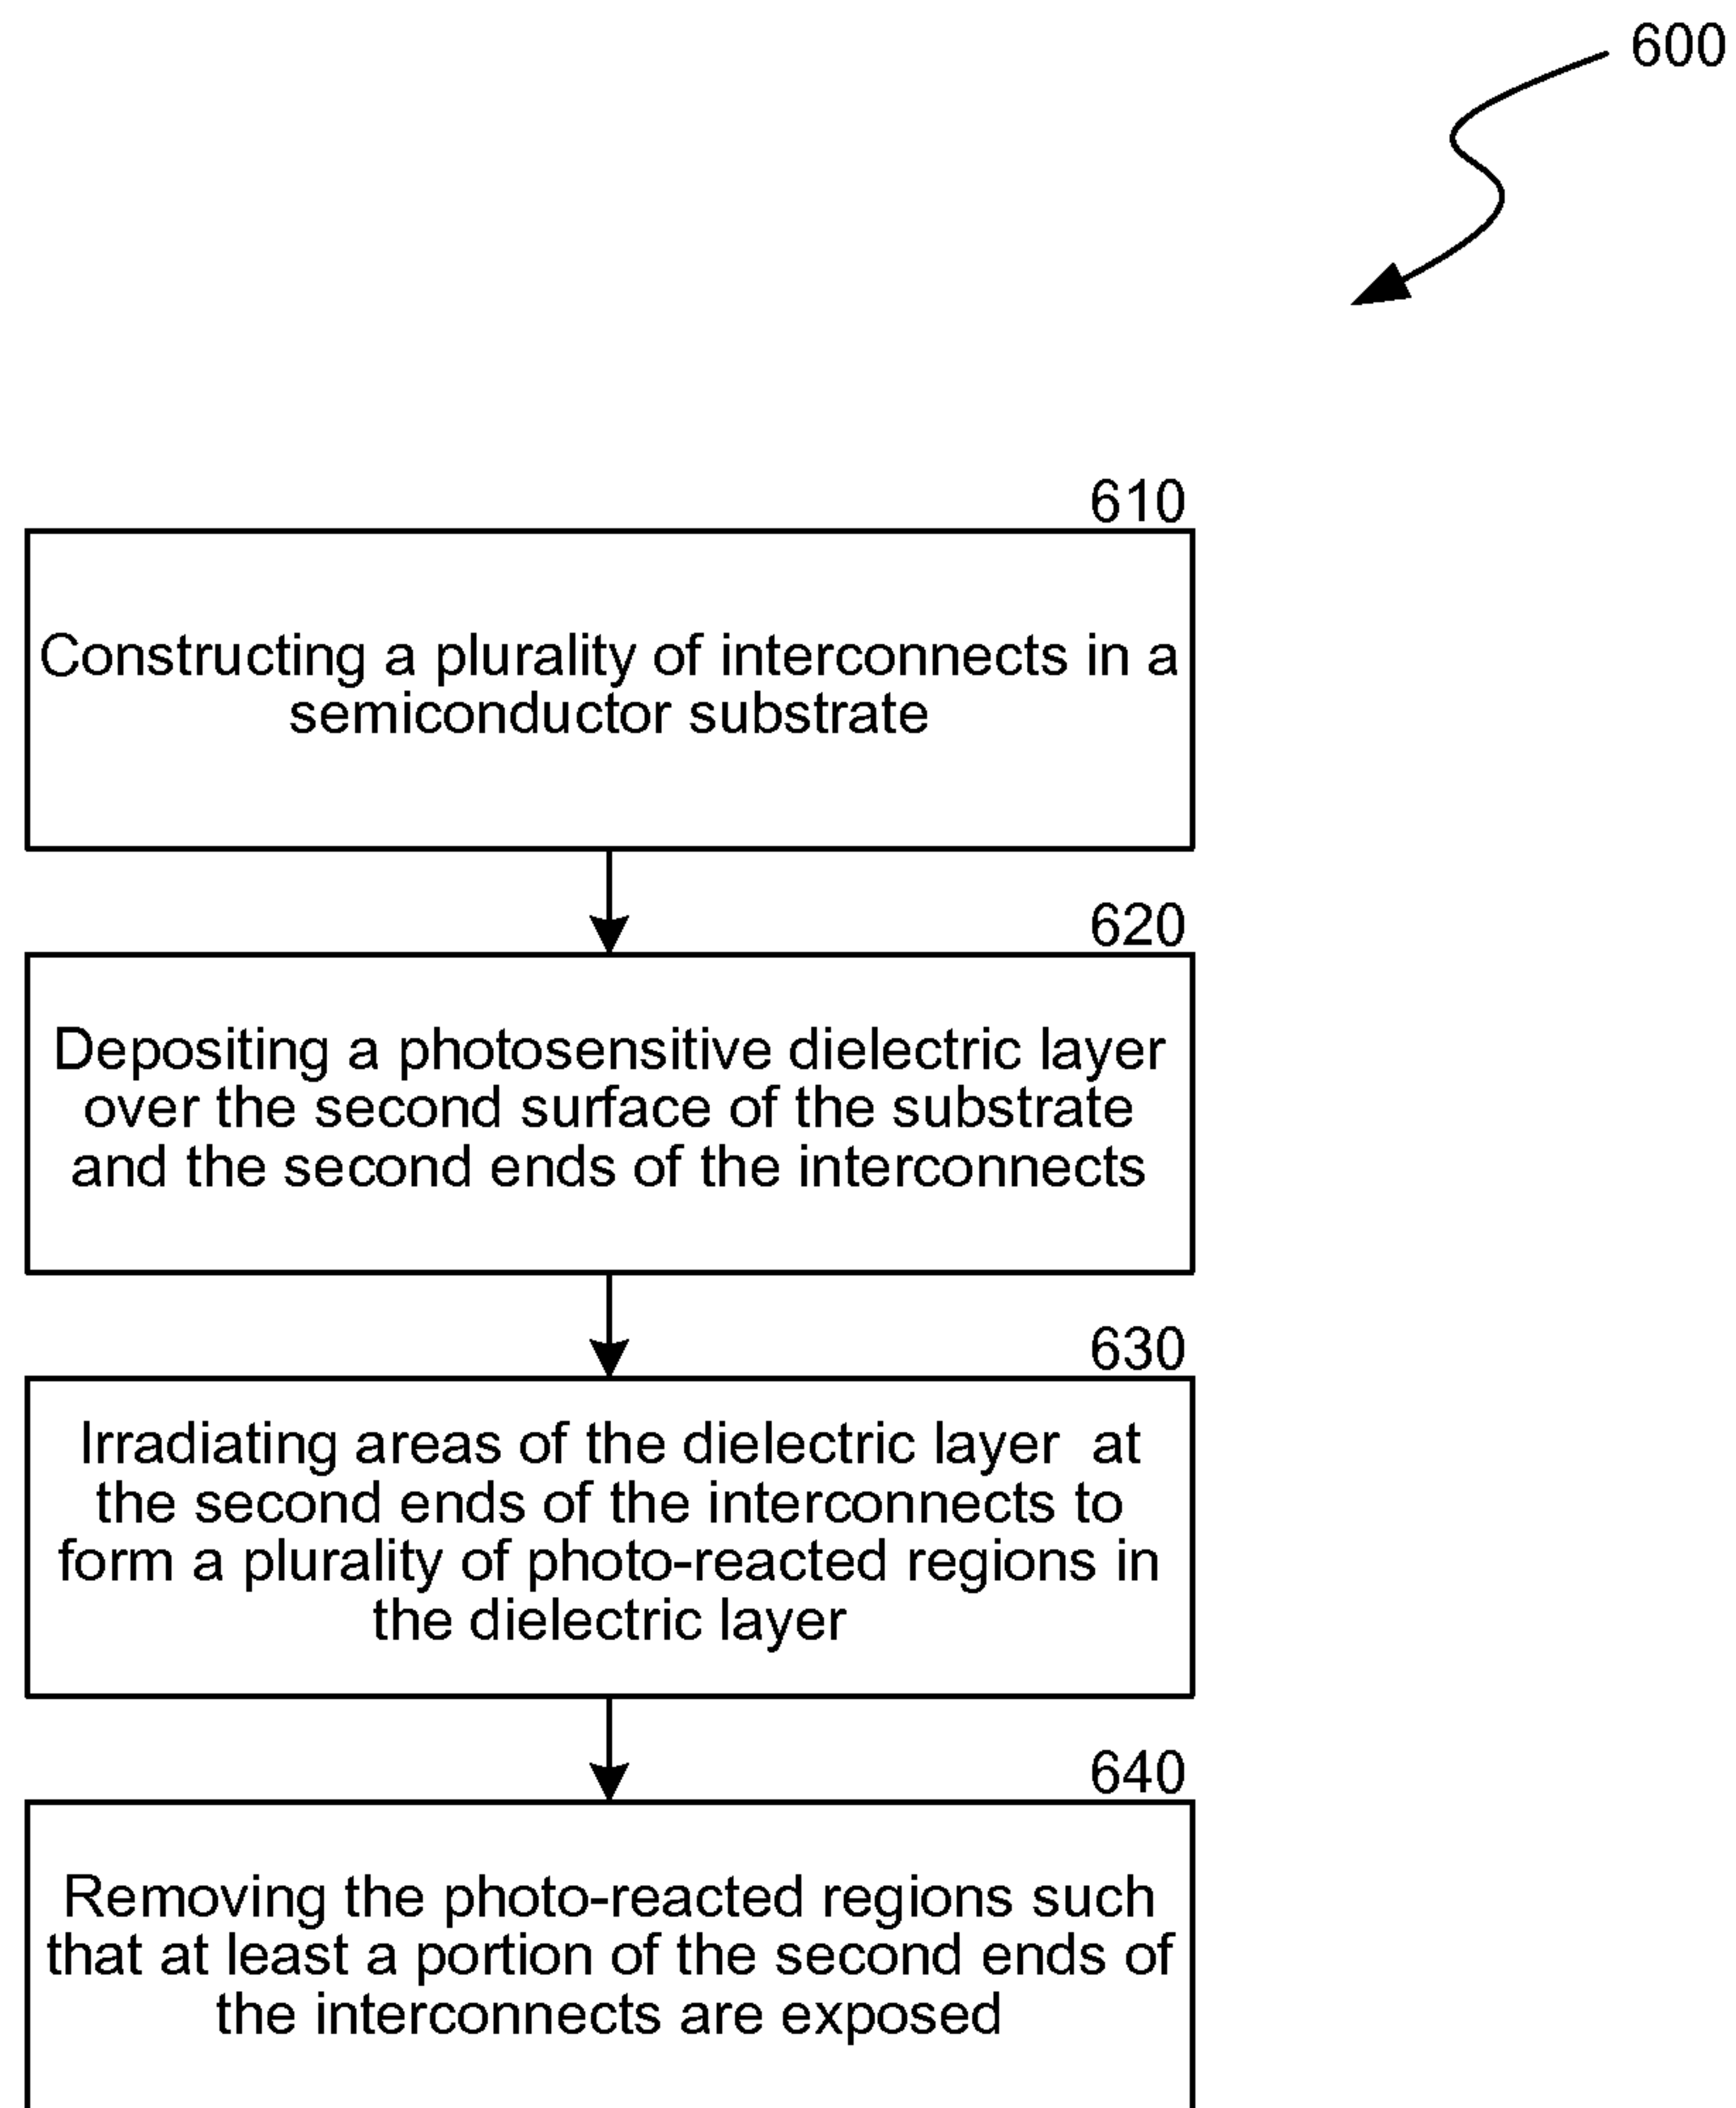 600
610
Constructing a plurality of interconnects in a
semiconductor substrate
620
Depositing a photosensitive dielectric layer
over the second surface of the substrate
and the second ends of the interconnects
630
Irradiating areas of the dielectric layer at
the second ends of the interconnects to
form a plurality of photo-reacted regions in
the dielectric layer
640
Removing the photo-reacted regions such
that at least a portion of the second ends of
the interconnects are exposed